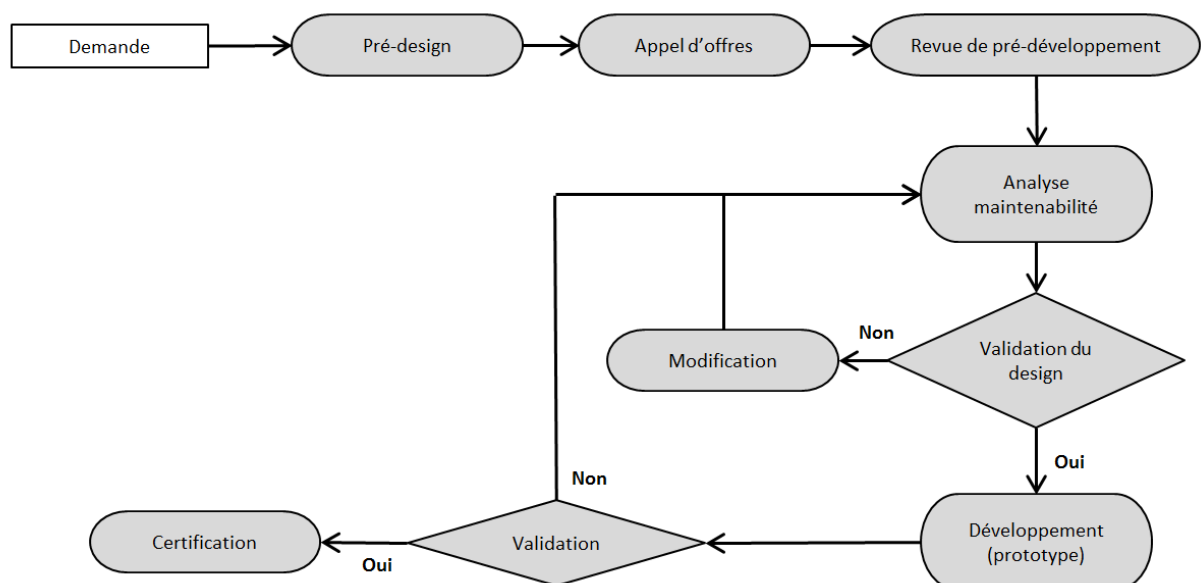 Demande
Pré-design
Appel d'offres
Revue de pré-développement
Analyse
maintenabilité
Non
Modification
Validation du
design
Oui
Non
Certification
Oui
Validation
Développement
(prototype)